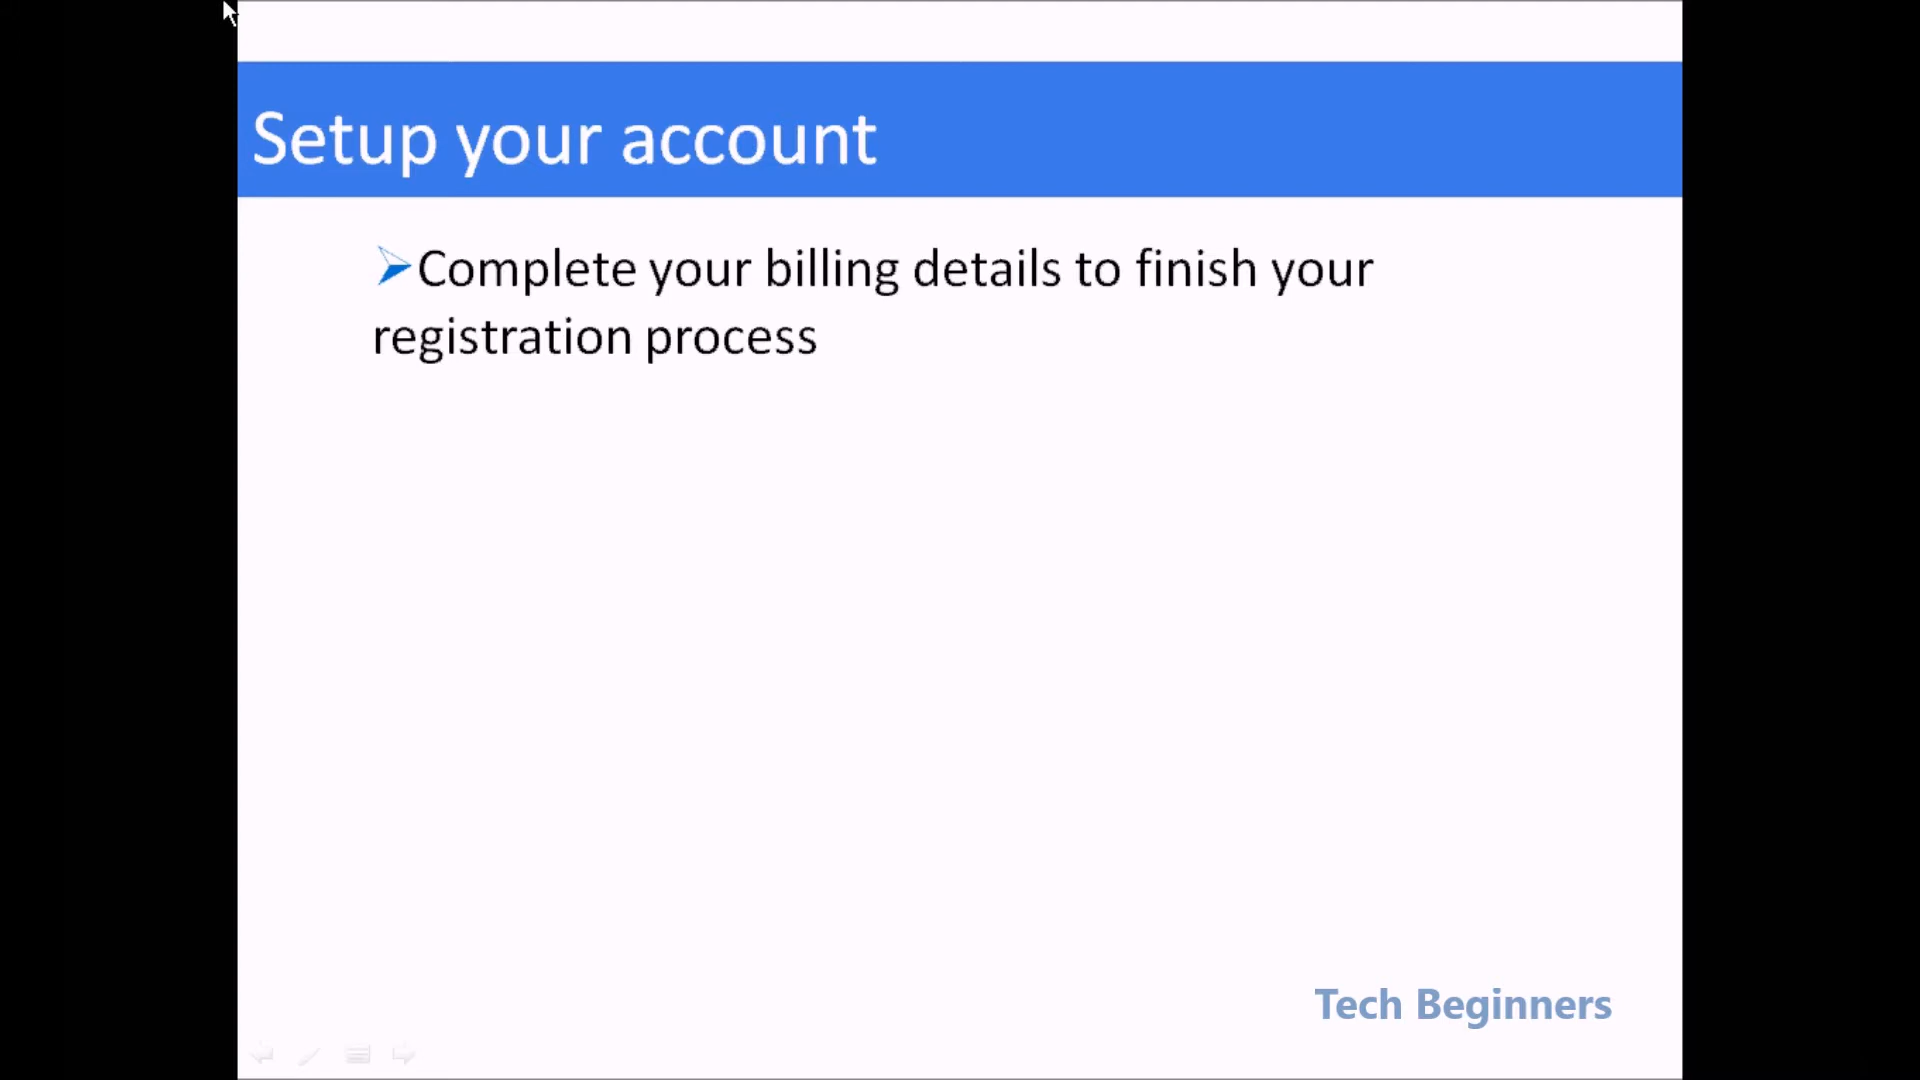 Setup your account
Complete your billing details to finish your
registration process
Tech Beginners